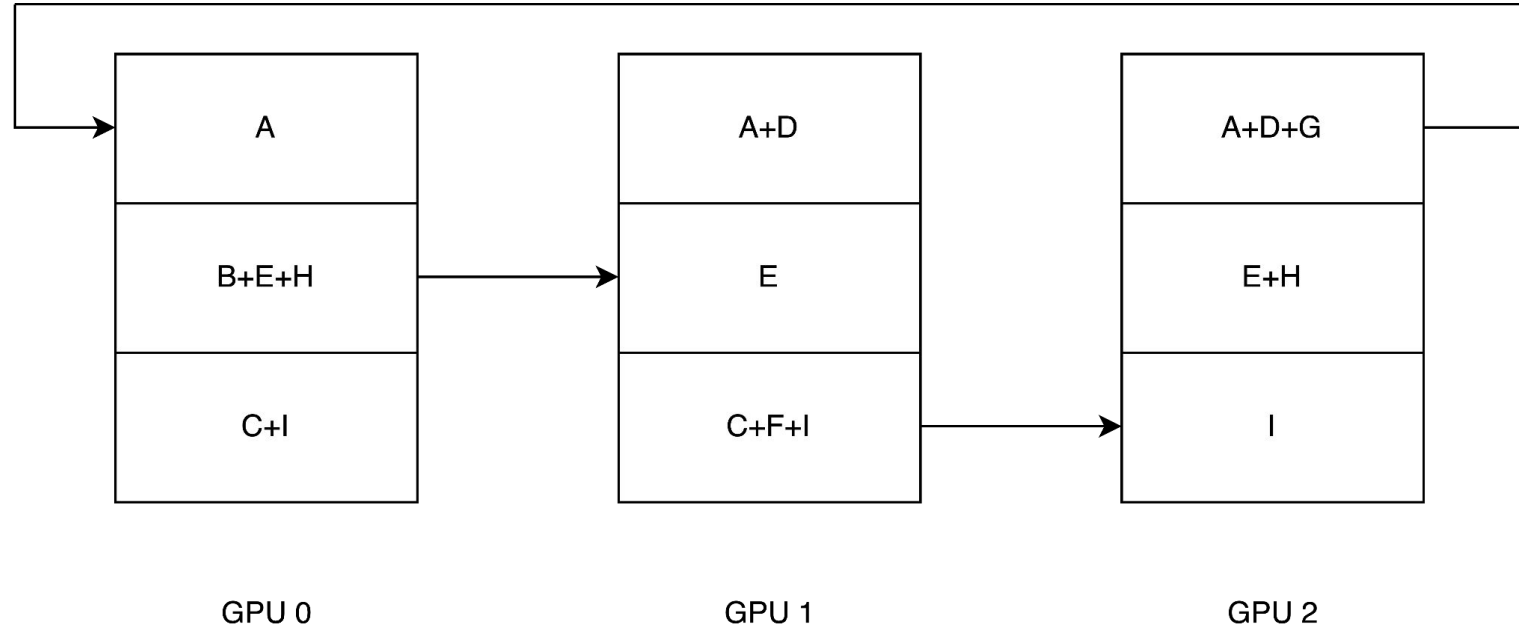 A
A+D
A+D+G
B+E+H
E
E+H
C+I
C+F+I
I
GPU 0
GPU 1
GPU 2